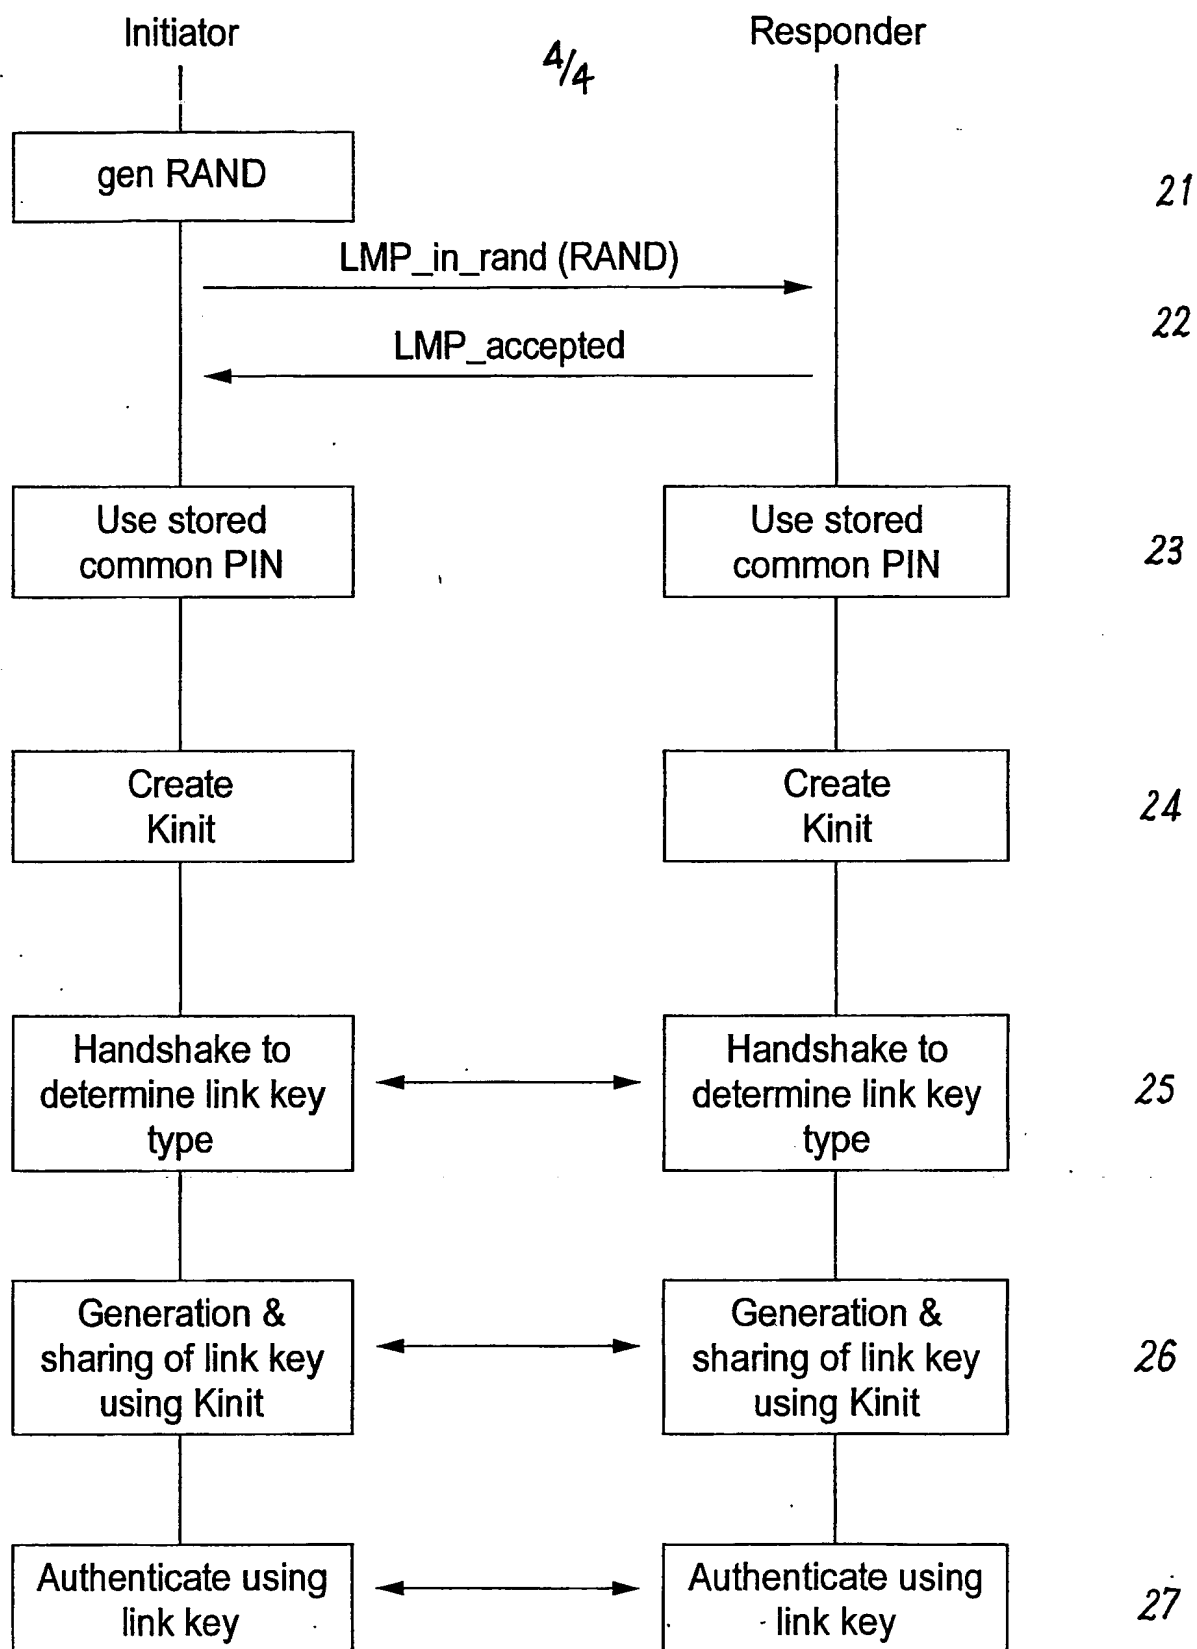 Initiator
4/4
Responder
gen RAND
21
LMP_in_rand (RAND)
22
LMP_accepted
Use stored
common PIN
Use stored
common PIN
23
Create
Kinit
Create
Kinit
24
Handshake to
determine link key
type
Handshake to
determine link key
type
25
Generation &
sharing of link key
using Kinit
Generation &
sharing of link key
using Kinit
26
Authenticate using
link key
Authenticate using
link key
27